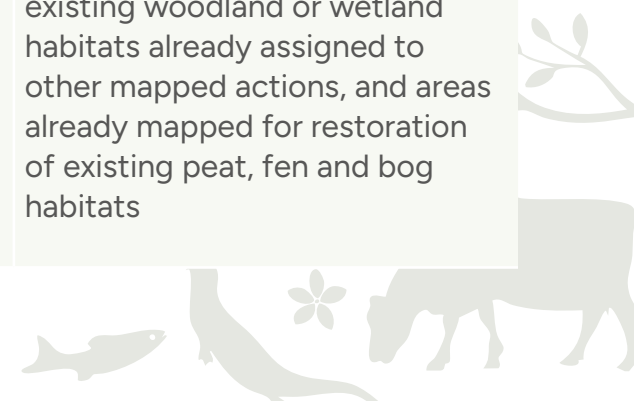 existing woodland or wetland
habitats already assigned to
other mapped actions, and areas
already mapped for restoration
of existing peat, fen and bog
habitats